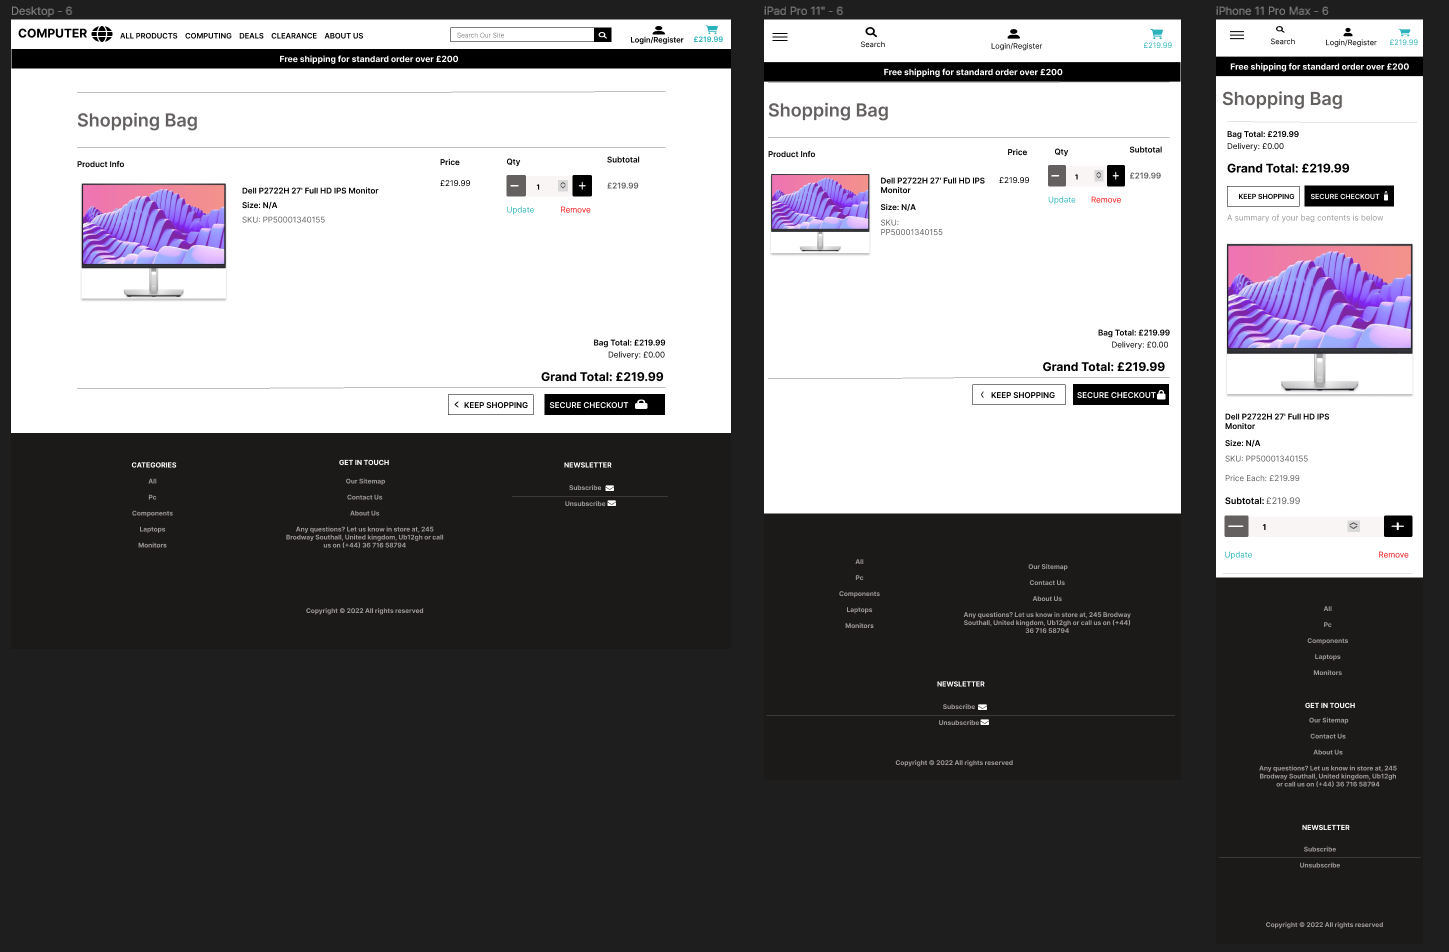 Desktop - 6
COMPUTER
ALL PRODUCTS COMPUTING DEALS CLEARANCE ABOUT US
Search Our Site
Login/Register
£219.99
Free shipping for standard order over £200
Shopping Bag
Product Info
Price
Qty
Subtotal
Dell P2722H 27' Full HD IPS Monitor
Size: N/A
SKU: PP50001340155
£219.99
1
£219.99
Update
Remove
Bag Total: £219.99
Delivery: £0.00
Grand Total: £219.99
KEEP SHOPPING
SECURE CHECKOUT
CATEGORIES
All
Pc
Components
Laptops
Monitors
GET IN TOUCH
Our Sitemap
Contact Us
About Us
Any questions? Let us know in store at, 245
Brodway Southall, United kingdom, Ub12gh or call
us on (+44) 36 716 58794
NEWSLETTER
Subscribe
Unsubscribe
Copyright © 2022 All rights reserved
iPad Pro 11" - 6
Search
Login/Register
£219.99
Free shipping for standard order over £200
Shopping Bag
Product Info
Price
Qty
Subtotal
Dell P2722H 27' Full HD IPS
Monitor
Size: N/A
SKU:
PP50001340155
£219.99
1
£219.99
Update
Remove
Bag Total: £219.99
Delivery: £0.00
Grand Total: £219.99
KEEP SHOPPING
SECURE CHECKOUT
All
Pc
Components
Laptops
Monitors
Our Sitemap
Contact Us
About Us
Any questions? Let us know in store at, 245 Brodway
Southall, United kingdom, Ub12gh or call us on (+44)
36 716 58794
NEWSLETTER
Subscribe
Unsubscribe
Copyright © 2022 All rights reserved
iPhone 11 Pro Max - 6
Search
Login/Register
£219.99
Free shipping for standard order over £200
Shopping Bag
Bag Total: £219.99
Delivery: £0.00
Grand Total: £219.99
KEEP SHOPPING
SECURE CHECKOUT
A summary of your bag contents is below
Dell P2722H 27' Full HD IPS
Monitor
Size: N/A
SKU: PP50001340155
Price Each: £219.99
Subtotal: £219.99
1
Update
Remove
All
Pc
Components
Laptops
Monitors
GET IN TOUCH
Our Sitemap
Contact Us
About Us
Any questions? Let us know in store at, 245
Brodway Southall, United kingdom, Ub12gh
or call us on (+44) 36 716 58794
NEWSLETTER
Subscribe
Unsubscribe
Copyright © 2022 All rights reserved